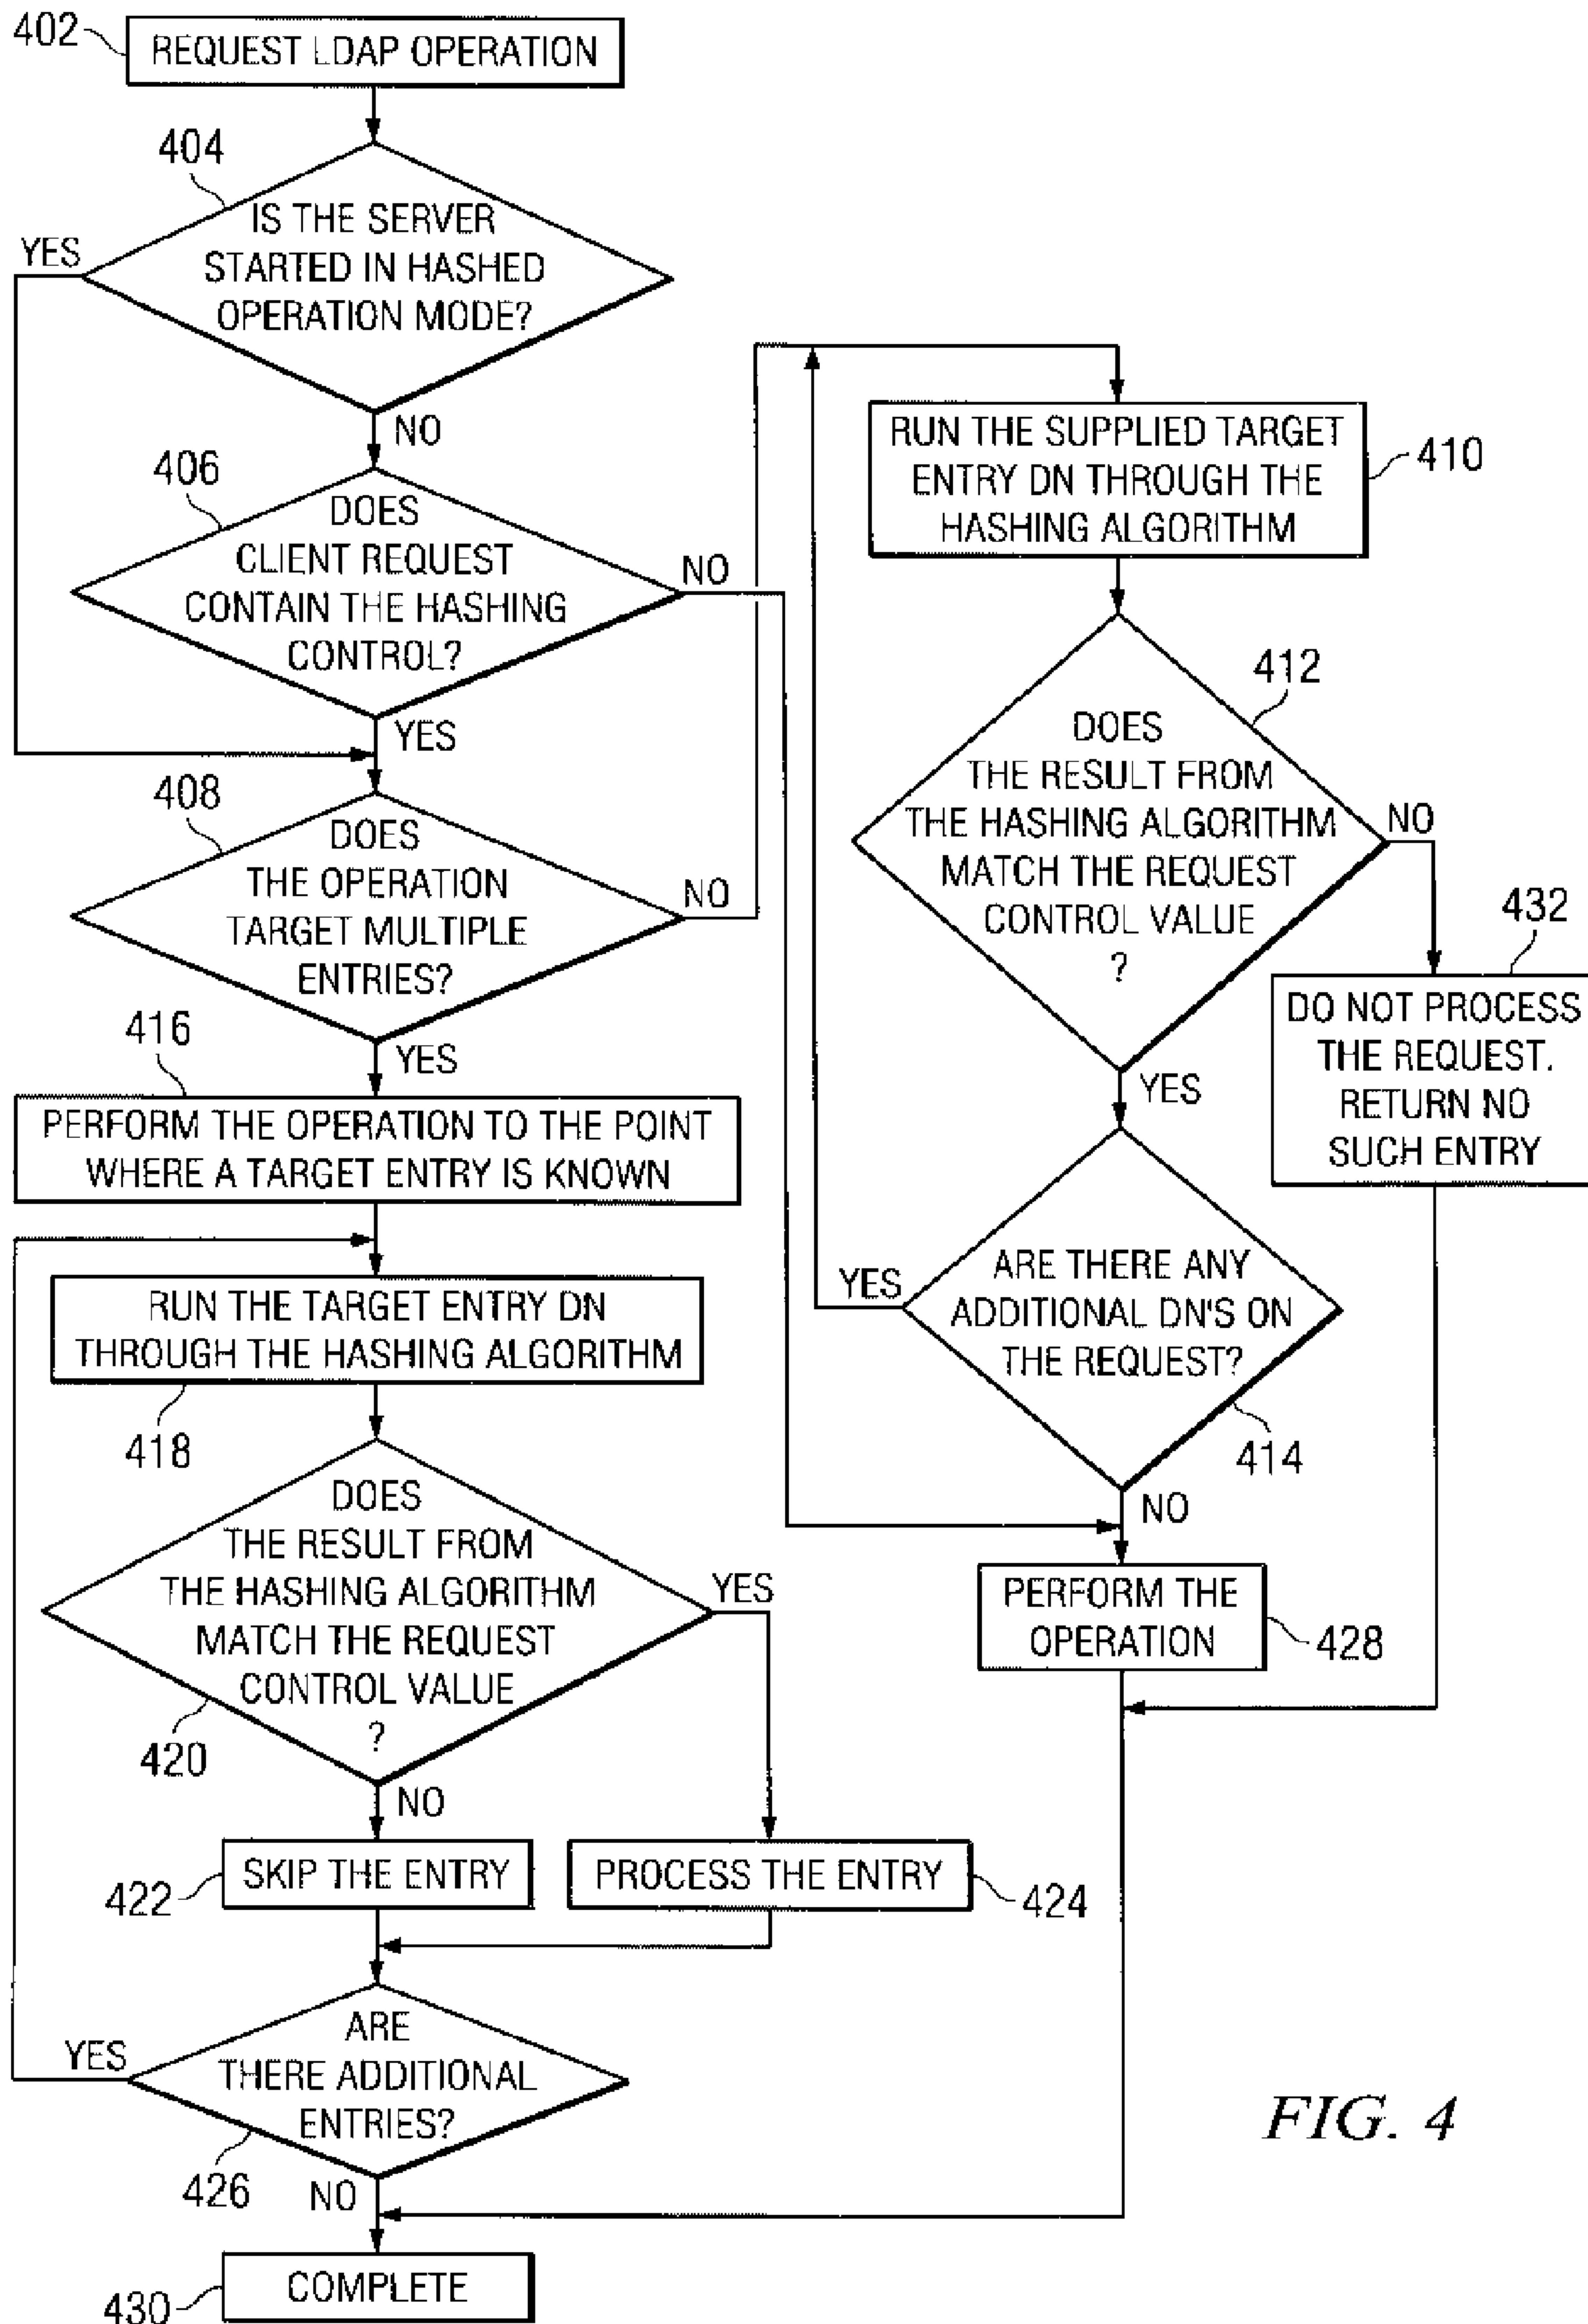 402
REQUEST LDAP OPERATION
404
IS THE SERVER
STARTED IN HASHED
OPERATION MODE?
YES
NO
406
DOES
CLIENT REQUEST
CONTAIN THE HASHING
CONTROL?
NO
YES
408
DOES
THE OPERATION
TARGET MULTIPLE
ENTRIES?
NO
YES
416
PERFORM THE OPERATION TO THE POINT
WHERE A TARGET ENTRY IS KNOWN
RUN THE TARGET ENTRY DN
THROUGH THE HASHING ALGORITHM
418
DOES
THE RESULT FROM
THE HASHING ALGORITHM
MATCH THE REQUEST
CONTROL VALUE
?
420
YES
NO
422
SKIP THE ENTRY
PROCESS THE ENTRY
424
ARE
THERE ADDITIONAL
ENTRIES?
YES
426
NO
430
COMPLETE
RUN THE SUPPLIED TARGET
ENTRY DN THROUGH THE
HASHING ALGORITHM
410
412
DOES
THE RESULT FROM
THE HASHING ALGORITHM
MATCH THE REQUEST
CONTROL VALUE
?
NO
YES
432
DO NOT PROCESS
THE REQUEST.
RETURN NO
SUCH ENTRY
ARE THERE ANY
ADDITIONAL DN'S ON
THE REQUEST?
YES
414
NO
PERFORM THE
OPERATION
428
FIG. 4